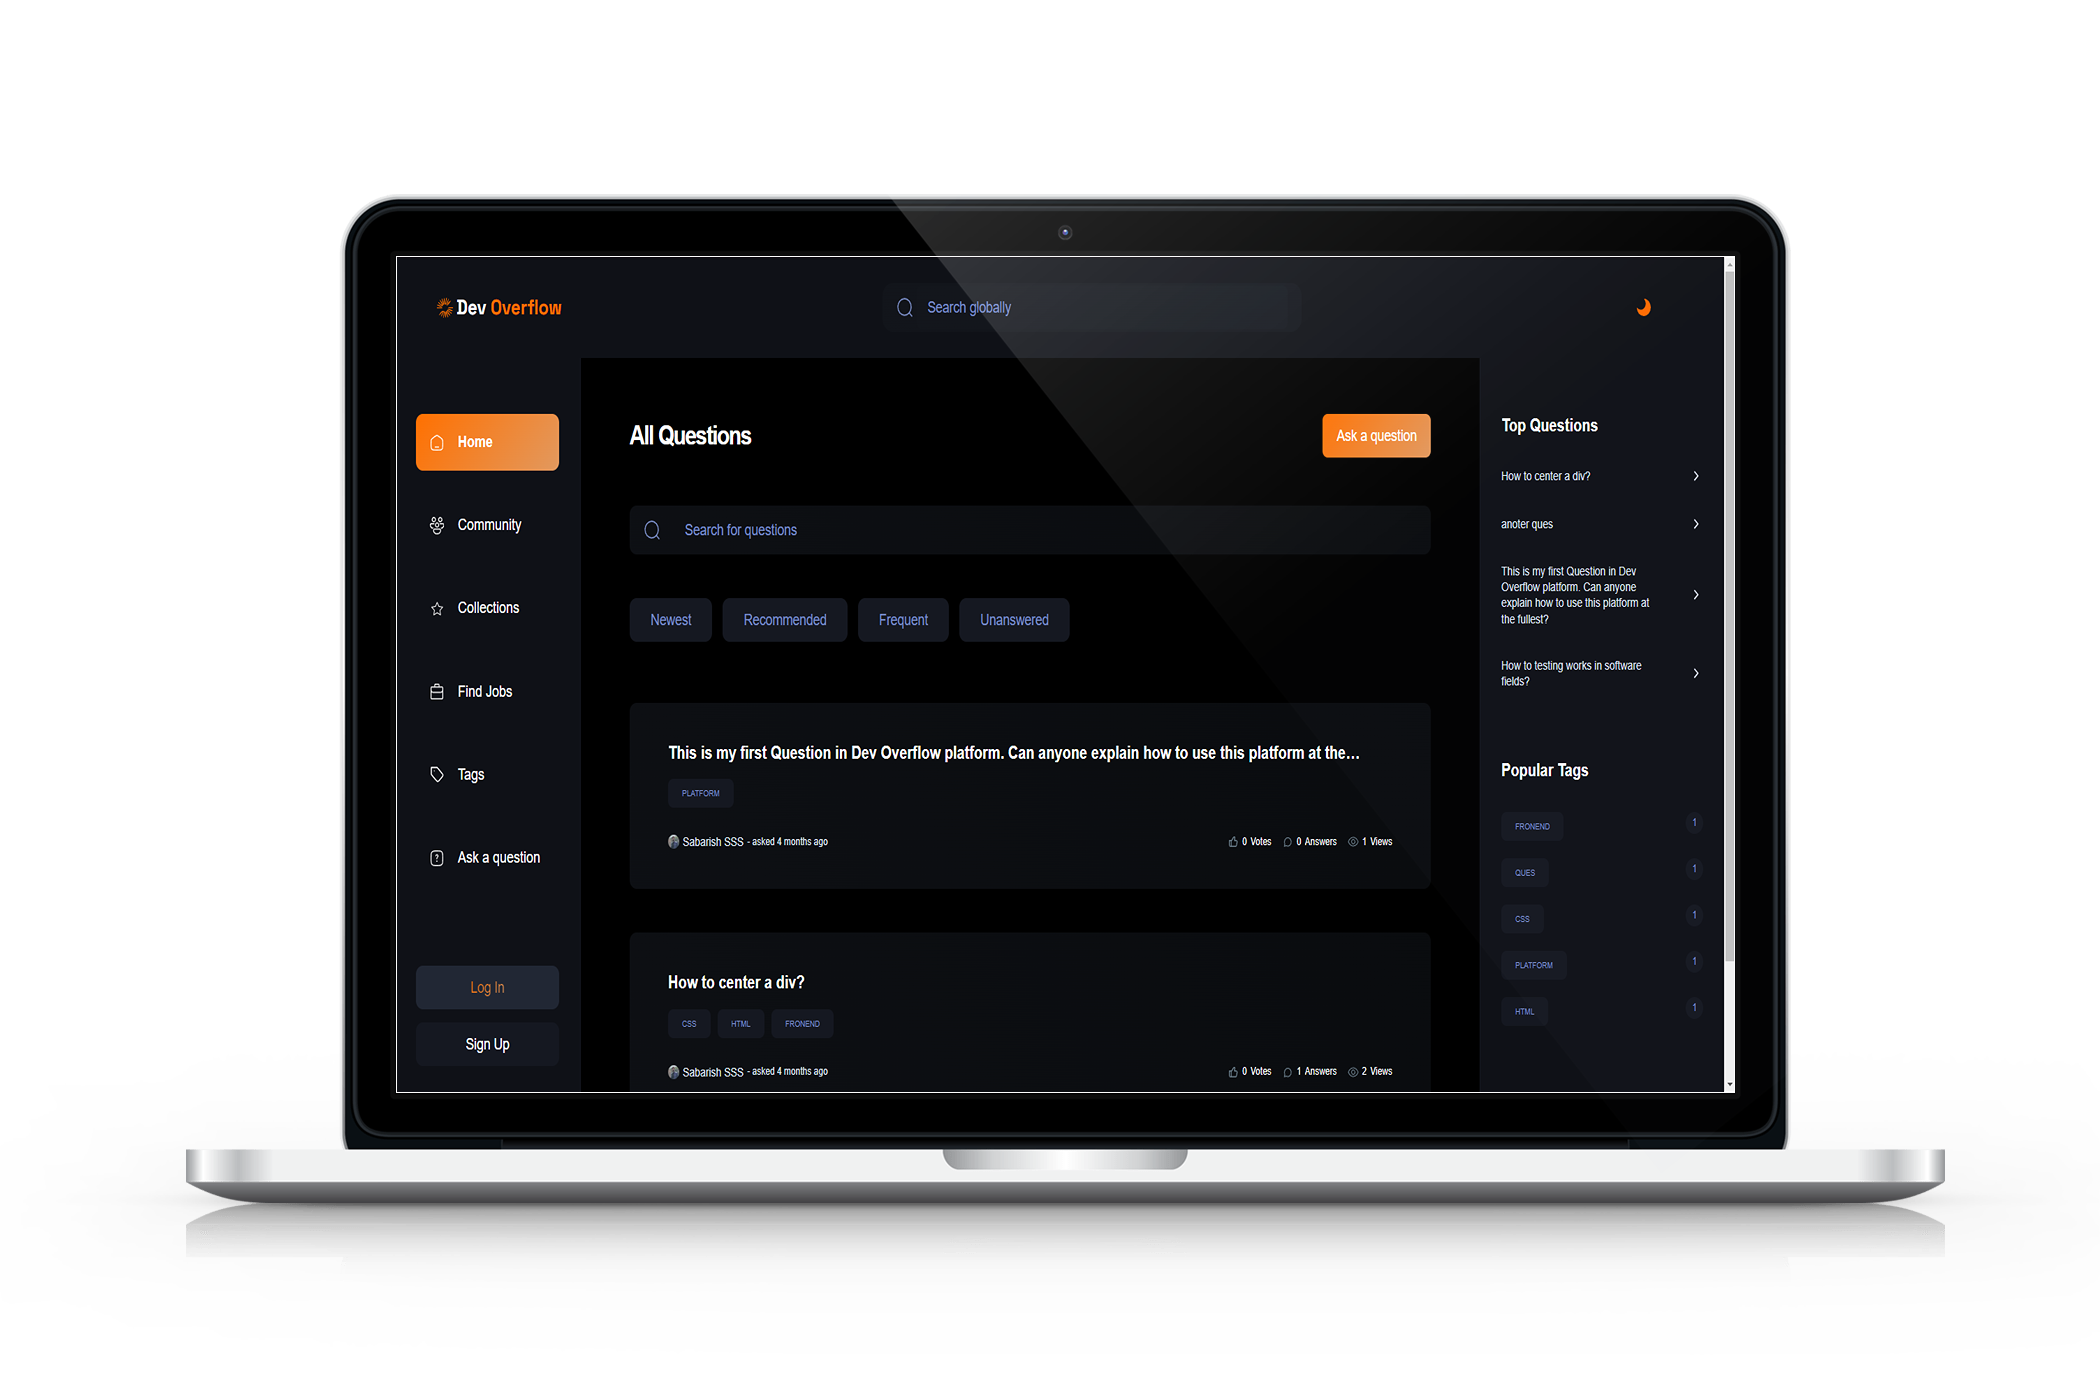 Dev Overflow
Search globally
Home
Community
Collections
Find Jobs
Tags
Ask a question
Log In
Sign Up
All Questions
Ask a question
Search for questions
Newest
Recommended
Frequent
Unanswered
This is my first Question in Dev Overflow platform. Can anyone explain how to use this platform at the...
PLATFORM
Sabarish SSS - asked 4 months ago
0 Votes
0 Answers
1 Views
How to center a div?
CSS
HTML
FRONEND
Sabarish SSS - asked 4 months ago
0 Votes
1 Answers
2 Views
Top Questions
How to center a div?
anoter ques
This is my first Question in Dev
Overflow platform. Can anyone
explain how to use this platform at
the fullest?
How to testing works in software
fields?
Popular Tags
FRONEND 1
QUES 1
CSS 1
PLATFORM 1
HTML 1